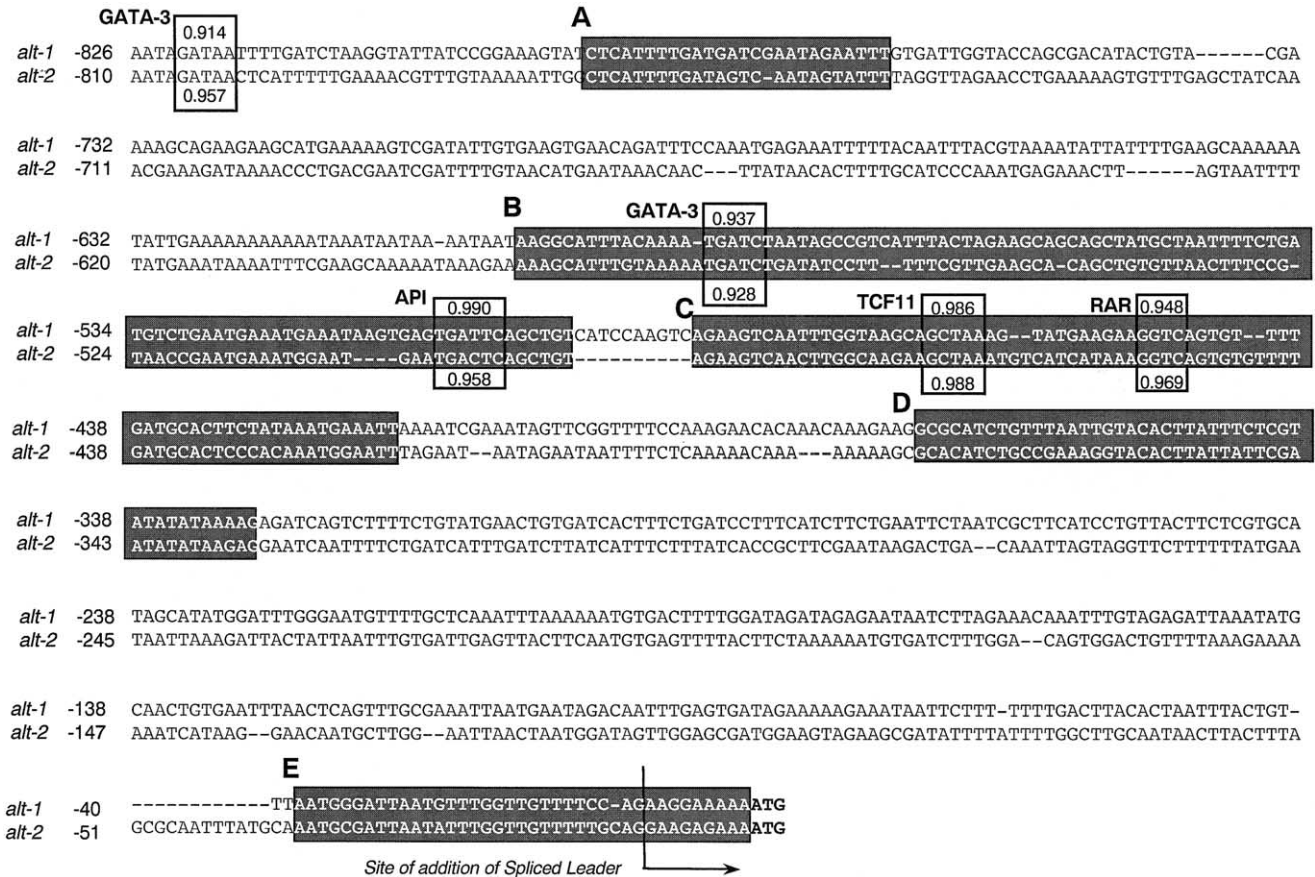 GATA-3
0.914
A
alt-1 -826 AATAGATAATTTTGATCTAAGGTATTATCCGGAAAGTATCTCATTTTGATGATCGAATAGAATTTGTGATTGGTACCAGCGACATACTGTA------CGA
alt-2 -810 AATAGATAACTCATTTTTGAAAACGTTTGTAAAAATTGGCTCATTTTGATAGTC-AATAGTATTTTAGGTTAGAACCTGAAAAAGTGTTTGAGCTATCAA
0.957
alt-1 -732 AAAGCAGAAGAAGCATGAAAAAGTCGATATTGTGAAGTGAACAGATTTCCAAATGAGAAATTTTTACAATTTACGTAAAATATTATTTTGAAGCAAAAAA
alt-2 -711 ACGAAAGATAAAACCCTGACGAATCGATTTTGTAACATGAATAAACAAC---TTATAACACTTTTGCATCCCAAATGAGAAACTT------AGTAATTTT
B
GATA-3
0.937
alt-1 -632 TATTGAAAAAAAAAAAATAAATAATAA-AATAATAAGGCATTTACAAAA-TGATCTAATAGCCGTCATTTACTAGAAGCAGCAGCTATGCTAATTTTCTGA
alt-2 -620 TATGAAATAAAATTTCGAAGCAAAAATAAAGAAAAAGCATTTGTAAAAATGATCTGATATCCTT--TTTCGTTGAAGCA-CAGCTGTGTTAACTTTCCG-
0.928
API
0.990
C
TCF11
0.986
RAR
0.948
alt-1 -534 TGTCTGAATGAAATGAAATAAGTGAGTGATTCAGCTGTCATCCAAGTCAGAAGTCAATTTGGTAAGCAGCTAAAG--TATGAAGAAGGTCAGTGT--TTT
alt-2 -524 TAACCGAATGAAATGGAAT----GAATGACTCAGCTGT----------AGAAGTCAACTTGGCAAGAAGCTAAATGTCATCATAAAGGTCAGTGTGTTTT
0.958
0.988
0.969
D
alt-1 -438 GATGCACTTCTATAAATGAAATTAAAATCGAAATAGTTCGGTTTTCCAAAGAACACAAACAAAGAAGGCGCATCTGTTTAATTGTACACTTATTTCTCGT
alt-2 -438 GATGCACTCCCACAAATGGAATTTAGAAT--AATAGAATAATTTTCTCAAAAACAAA---AAAAAGCGCACATCTGCCGAAAGGTACACTTATTATTCGA
alt-1 -338 ATATATAAAAGAGATCAGTCTTTTCTGTATGAACTGTGATCACTTTCTGATCCTTTCATCTTCTGAATTCTAATCGCTTCATCCTGTTACTTCTCGTGCA
alt-2 -343 ATATATAAGAGGAATCAATTTTCTGATCATTTGATCTTATCATTTCTTTATCACCGCTTCGAATAAGACTGA--CAAATTAGTAGGTTCTTTTTTATGAA
alt-1 -238 TAGCATATGGATTTGGGAATGTTTTGCTCAAATTTAAAAAATGTGACTTTTGGATAGATAGAGAATAATCTTAGAAACAAATTTGTAGAGATTAAATATG
alt-2 -245 TAATTAAAGATTACTATTAATTTGTGATTGAGTTACTTCAATGTGAGTTTTACTTCTAAAAAATGTGATCTTTGGA--CAGTGGACTGTTTTAAAGAAAA
alt-1 -138 CAACTGTGAATTTAACTCAGTTTGCGAAATTAATGAATAGACAATTTGAGTGATAGAAAAAGAAATAATTCTTT-TTTTGACTTACACTAATTTACTGT-
alt-2 -147 AAATCATAAG--GAACAATGCTTGG--AATTAACTAATGGATAGTTGGAGCGATGGAAGTAGAAGCGATATTTTATTTTGGCTTGCAATAACTTACTTTA
E
alt-1 -40 ------------TTAATGGGATTAATGTTTGGTTGTTTTCC-AGAAGGAAAAAATG
alt-2 -51 GCGCAATTTATGCAAATGCGATTAATATTTGGTTGTTTTTGCAGGAAGAGAAAATG
Site of addition of Spliced Leader